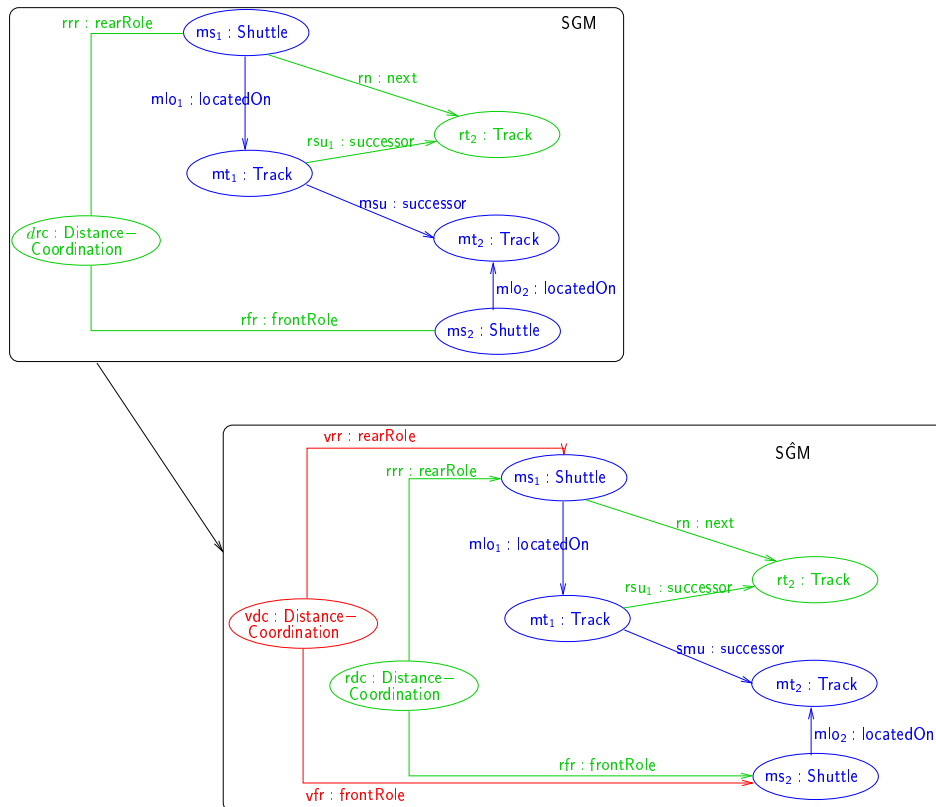 rrr : rearRole
ms₁ : Shuttle
SGM
rn : next
mlo₁ : locatedOn
rt₂ : Track
rsu₁ : successor
mt₁ : Track
msu : successor
drc : Distance−
Coordination
mt₂ : Track
mlo₂ : locatedOn
rfr : frontRole
ms₂ : Shuttle
vrr : rearRole
SĜM
rrr : rearRole
ms₁ : Shuttle
rn : next
mlo₁ : locatedOn
rt₂ : Track
rsu₁ : successor
vdc : Distance−
Coordination
mt₁ : Track
smu : successor
rdc : Distance−
Coordination
mt₂ : Track
mlo₂ : locatedOn
rfr : frontRole
ms₂ : Shuttle
vfr : frontRole